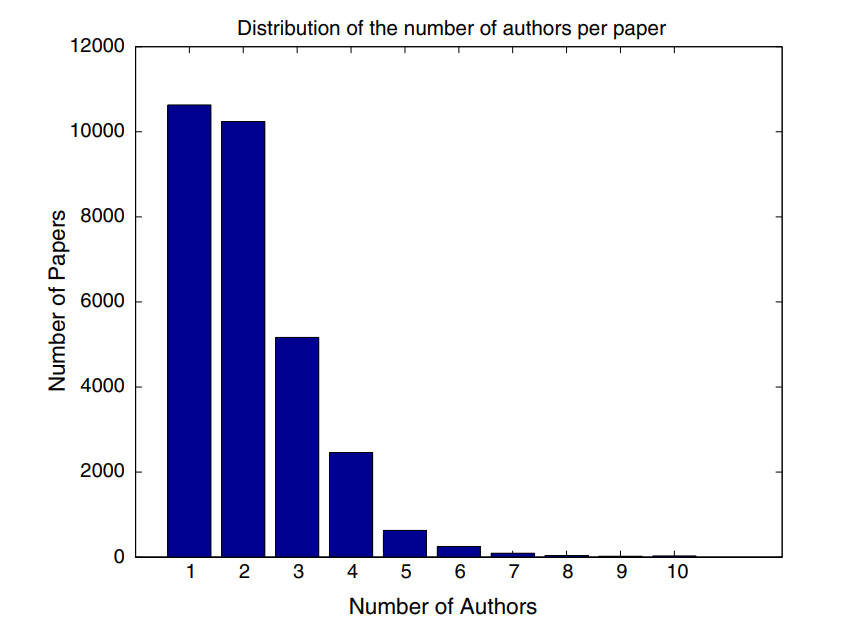 Distribution of the number of authors per paper
12000
10000
8000
6000
4000
2000
0
Number of Papers
1 2 3 4 5 6 7 8 9 10
Number of Authors